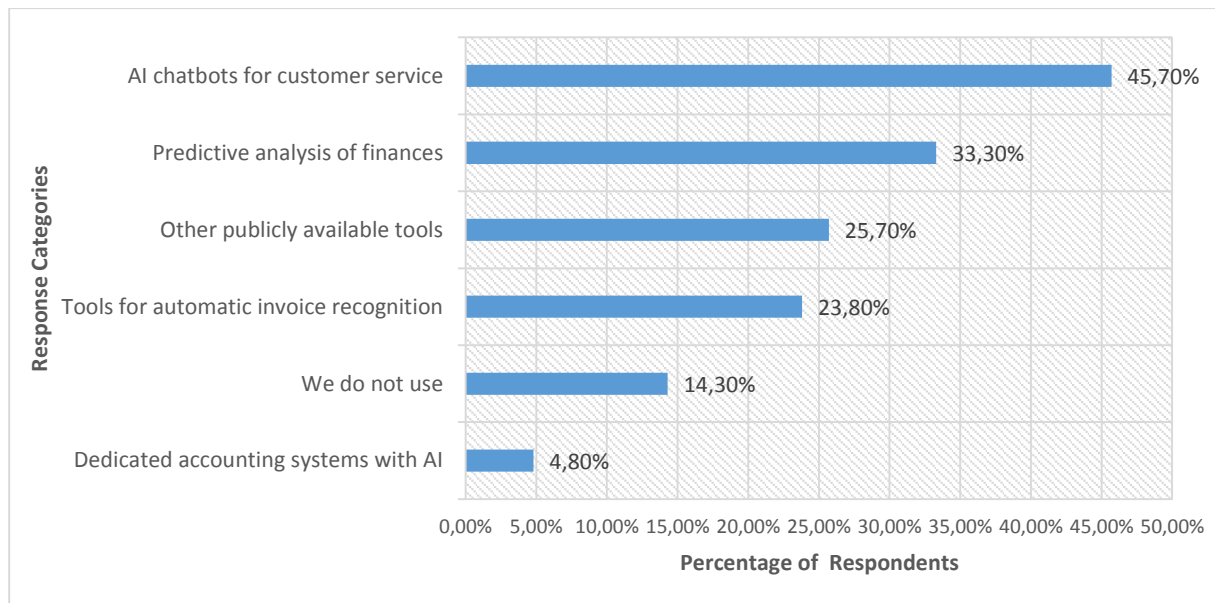 Response Categories
AI chatbots for customer service
45,70%
Predictive analysis of finances
33,30%
Other publicly available tools
25,70%
Tools for automatic invoice recognition
23,80%
We do not use
14,30%
Dedicated accounting systems with AI
4,80%
0,00% 5,00% 10,00% 15,00% 20,00% 25,00% 30,00% 35,00% 40,00% 45,00% 50,00%
Percentage of Respondents